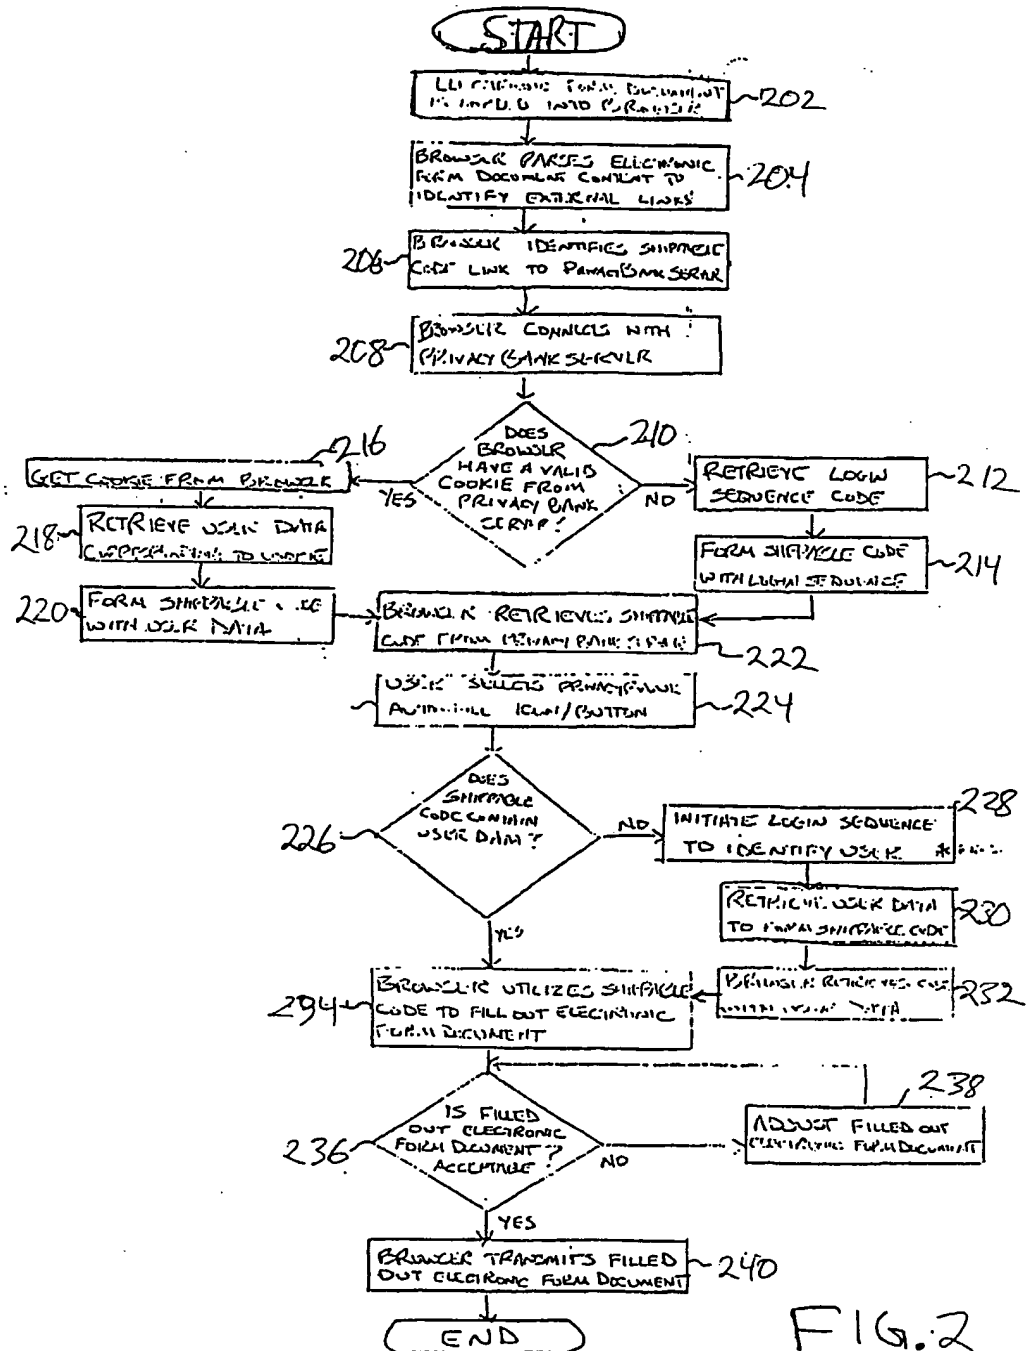 START
ELECTRONIC FORM DOCUMENT
INTO BROWSER
202
BROWSER PARSES ELECTRONIC
FORM DOCUMENT CONTENT TO
IDENTIFY EXTERNAL LINKS
204
BROWSER IDENTIFIES SHIPPABLE
CODE LINK TO PRIVACYBANK SERVER
206
BROWSER CONNECTS WITH
PRIVACY BANK SERVER
208
DOES
BROWSER
HAVE A VALID
COOKIE FROM
PRIVACY BANK
SERVER?
210
YES
NO
216
GET COOKIE FROM BROWSER
RETRIEVE LOGIN
SEQUENCE CODE
212
218
RETRIEVE USER DATA
CORRESPONDING TO COOKIE
FORM SHIPPABLE CODE
WITH LOGIN SEQUENCE
214
220
FORM SHIPPABLE CODE
WITH USER DATA
BROWSER RETRIEVES SHIPPABLE
CODE FROM PRIVACY BANK SERVER
222
USER SELECTS PRIVACYBANK
AUTOFILL ICON/BUTTON
224
DOES
SHIPPABLE
CODE CONTAIN
USER DATA?
226
NO
YES
INITIATE LOGIN SEQUENCE
TO IDENTIFY USER
228
RETRIEVE USER DATA
TO FORM SHIPPABLE CODE
230
BROWSER RETRIEVES CODE
DATA
232
BROWSER UTILIZES SHIPPABLE
CODE TO FILL OUT ELECTRONIC
FORM DOCUMENT
234
IS FILLED
OUT ELECTRONIC
FORM DOCUMENT
ACCEPTABLE?
236
NO
YES
238
ADJUST FILLED OUT
ELECTRONIC FORM DOCUMENT
BROWSER TRANSMITS FILLED
OUT ELECTRONIC FORM DOCUMENT
240
END
FIG.2